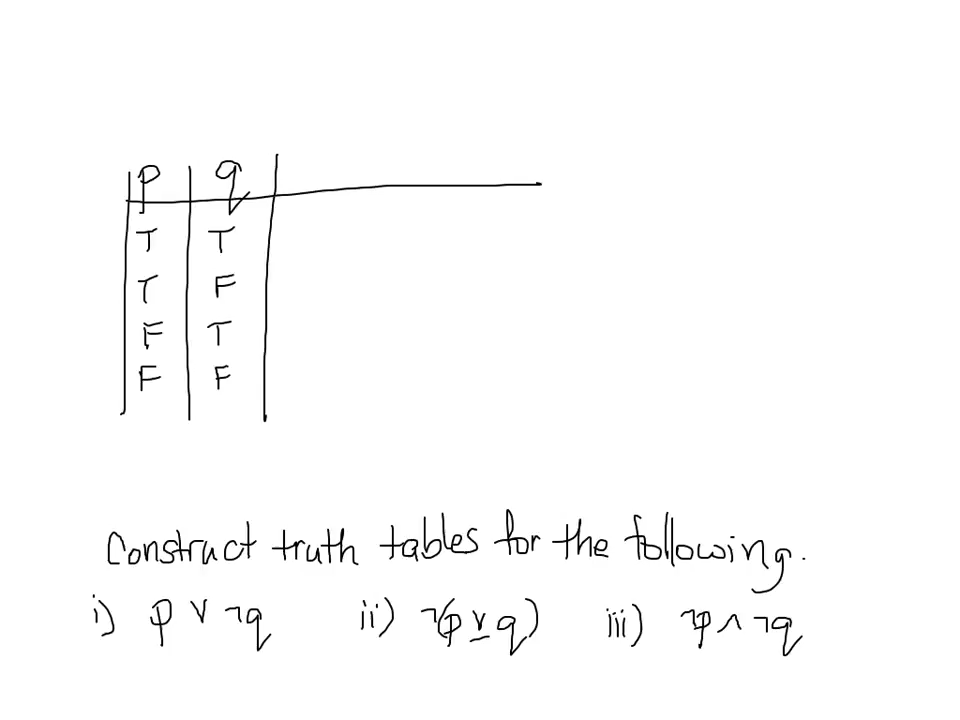 p q
T T
T F
F T
F F
Construct truth tables for the following.
i) p ∨ ¬q ii) ¬(p ⊻ q) iii) ¬p ∧ ¬q